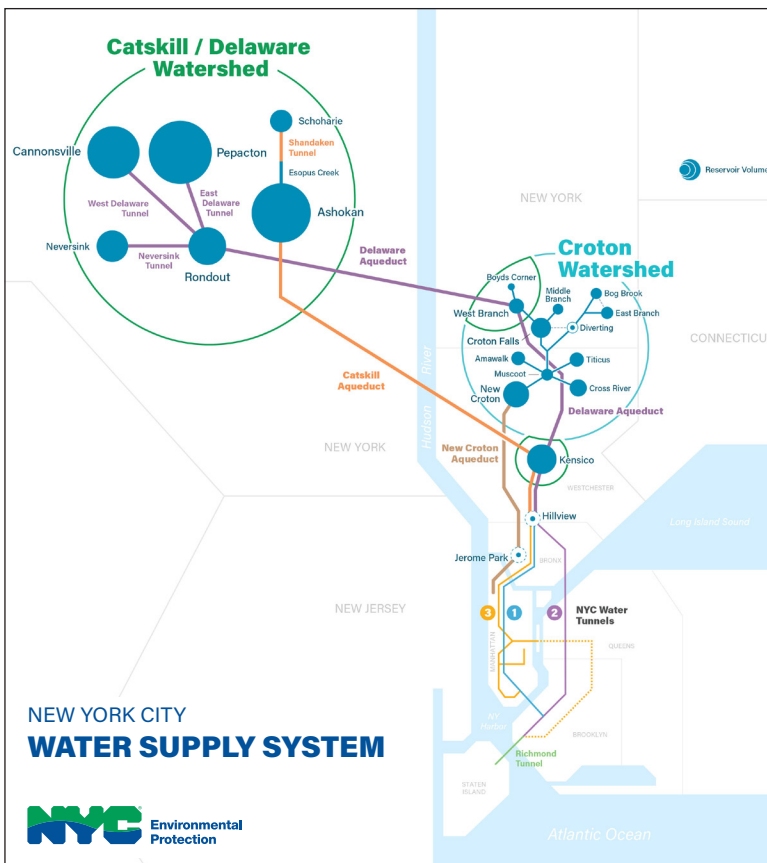 Catskill / Delaware
Watershed
Schoharie
Cannonsville
Pepacton
Shandaken
Tunnel
Esopus Creek
West Delaware
Tunnel
East
Delaware
Tunnel
Ashokan
Neversink
Neversink
Tunnel
Rondout
Delaware
Aqueduct
Catskill
Aqueduct
NEW YORK
Reservoir Volume
Croton
Watershed
Boyds Corner
Middle
Branch
Bog Brook
West Branch
East Branch
Diverting
Croton Falls
CONNECTICU
Amawalk
Titicus
Muscoot
New
Croton
Cross River
Delaware Aqueduct
Hudson River
NEW YORK
New Croton
Aqueduct
Kensico
WESTCHESTER
Hillview
Long Island Sound
Jerome Park
BRONX
NEW JERSEY
3
1
2
NYC Water
Tunnels
MANHATTAN
QUEENS
NY
Harbor
BROOKLYN
Richmond
Tunnel
STATEN
ISLAND
Atlantic Ocean
NEW YORK CITY
WATER SUPPLY SYSTEM
NYC
Environmental
Protection